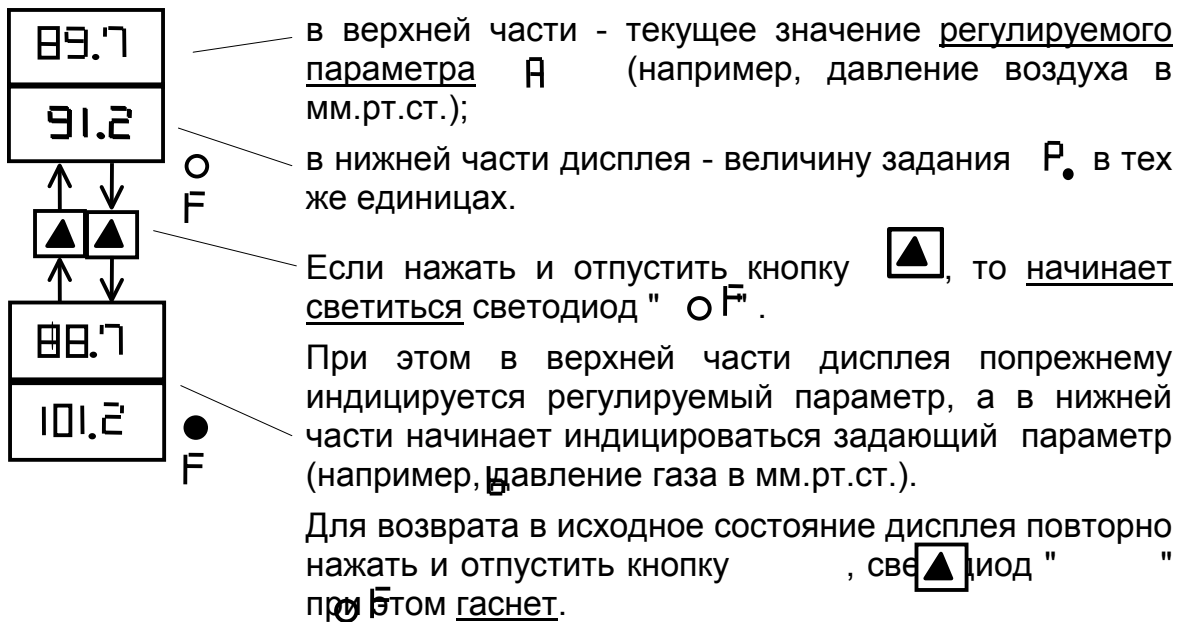 89.7
91.2
F
88.7
101.2
F
в верхней части - текущее значение регулируемого
параметра A (например, давление воздуха в
мм.рт.ст.);
в нижней части дисплея - величину задания P. в тех
же единицах.
Если нажать и отпустить кнопку ▲, то начинает
светиться светодиод " o F" .
При этом в верхней части дисплея попрежнему
индицируется регулируемый параметр, а в нижней
части начинает индицироваться задающий параметр
(например, b давление газа в мм.рт.ст.).
Для возврата в исходное состояние дисплея повторно
нажать и отпустить кнопку ▲, светодиод " o F "
при этом гаснет.